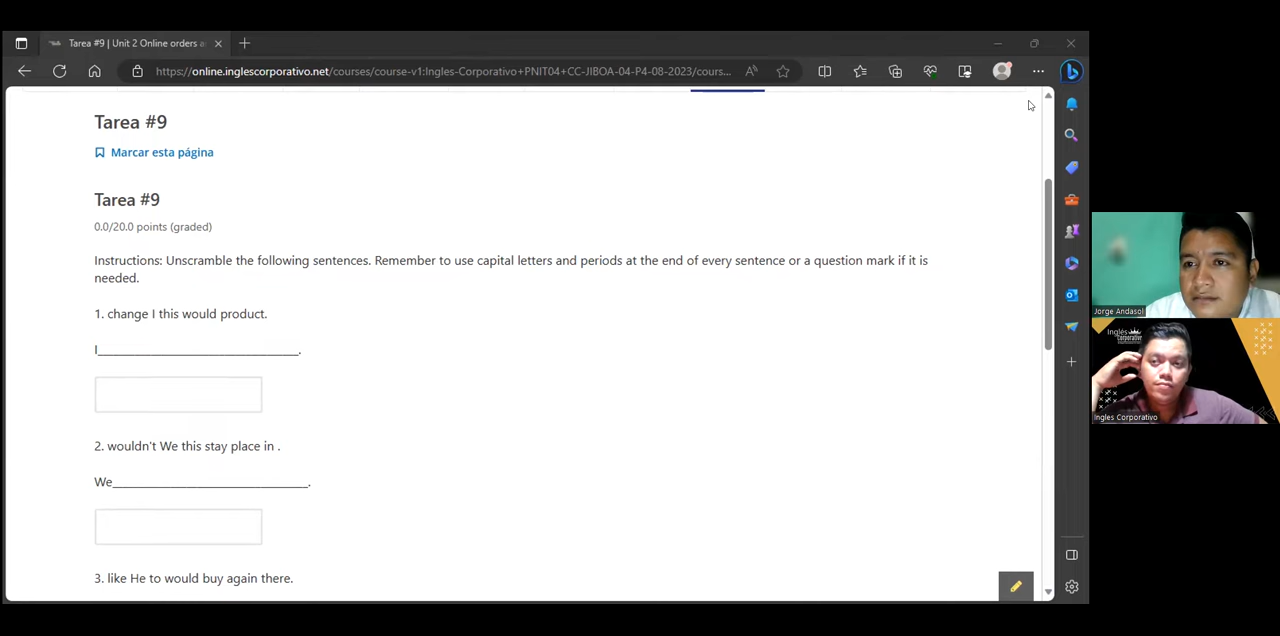 Tarea #9 | Unit 2 Online orders a
https://online.inglescorporativo.net/courses/course-v1:Ingles-Corporativo+PNIT04+CC-JIBOA-04-P4-08-2023/cours...
Tarea #9
Marcar esta página
Tarea #9
0.0/20.0 points (graded)
Instructions: Unscramble the following sentences. Remember to use capital letters and periods at the end of every sentence or a question mark if it is
needed.
1. change I this would product.
I______________________________.
2. wouldn't We this stay place in .
We_____________________________.
3. like He to would buy again there.
Jorge Andasol
Inglés
Corporativo
Ingles Corporativo